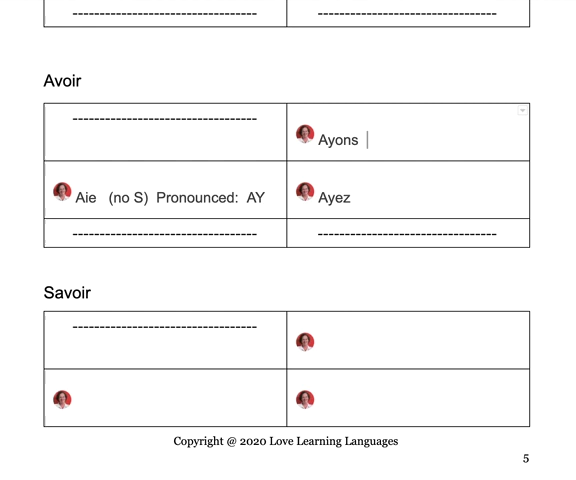 ---------------------------------- ---------------------------------
Avoir
----------------------------------
Ayons
Aie (no S) Pronounced: AY Ayez
---------------------------------- ---------------------------------
Savoir
----------------------------------
Copyright @ 2020 Love Learning Languages
5